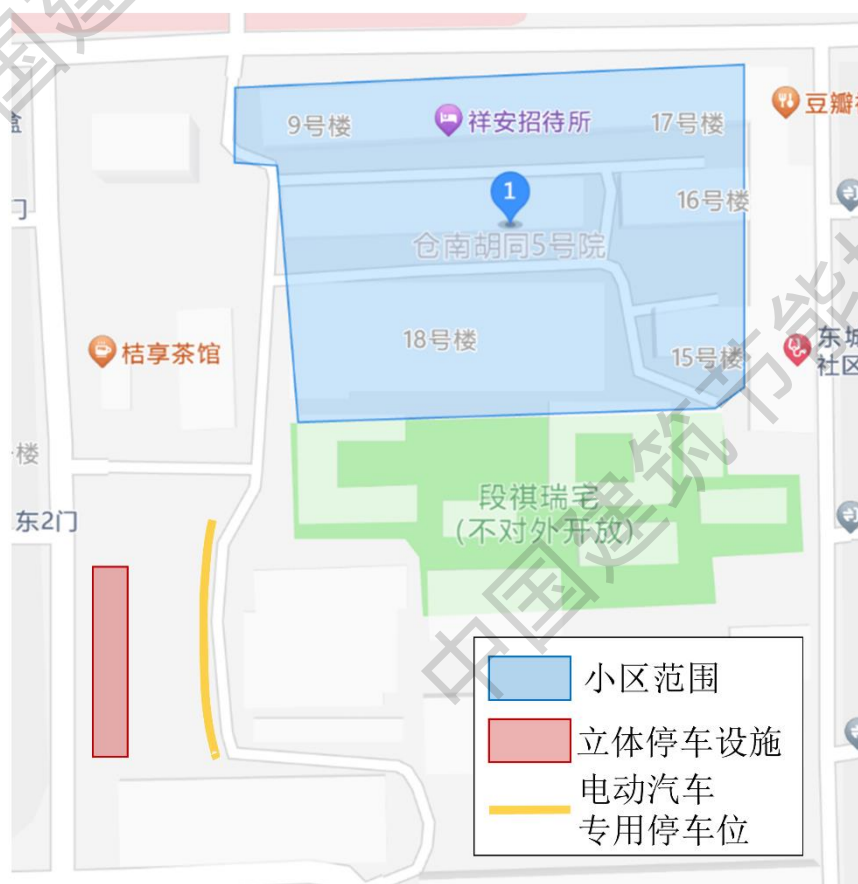 盒
9号楼
祥安招待所
17号楼
豆瓣
门
1
16号楼
仓南胡同5号院
18号楼
桔享茶馆
15号楼
东城
社区
楼
段祺瑞宅
(不对外开放)
东2门
小区范围
立体停车设施
电动汽车
专用停车位
中国建筑节能